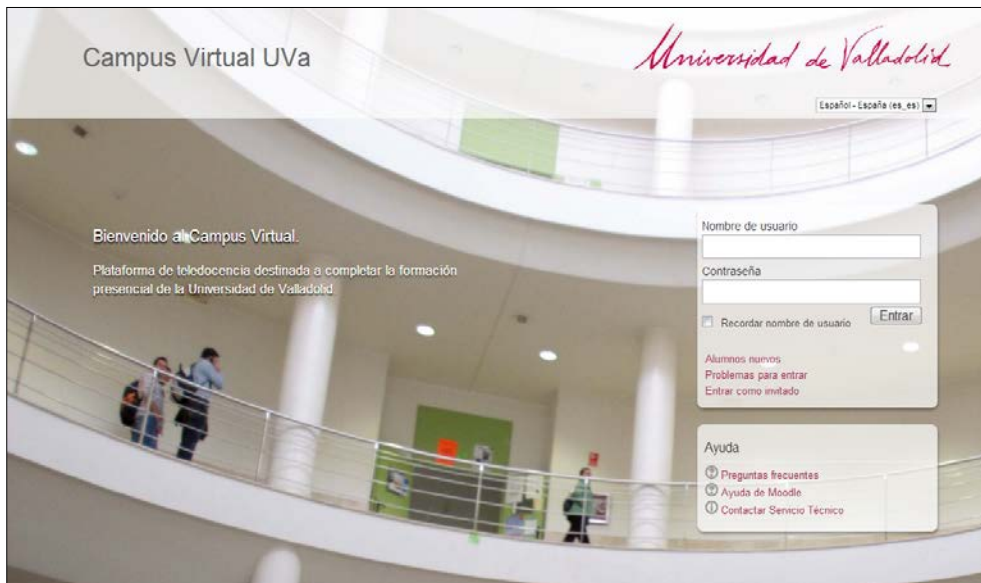 Campus Virtual UVa
Universidad de Valladolid
Español - España (es_es)
Bienvenido al Campus Virtual.
Plataforma de teledocencia destinada a completar la formación
presencial de la Universidad de Valladolid
Nombre de usuario
Contraseña
Recordar nombre de usuario
Entrar
Alumnos nuevos
Problemas para entrar
Entrar como invitado
Ayuda
Preguntas frecuentes
Ayuda de Moodle
Contactar Servicio Técnico